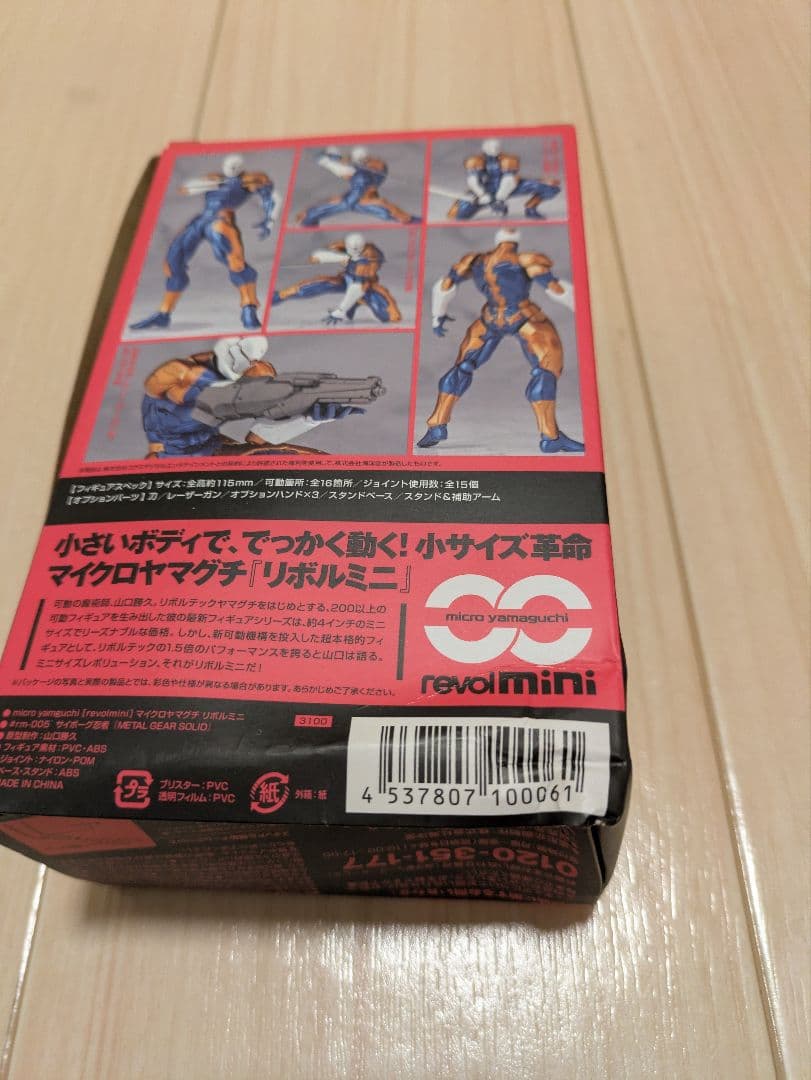 【フィギュアスペック】サイズ:全高約115mm/可動箇所:全16箇所/ジョイント使用数:全15個
【オプションパーツ】刀/レーザーガン/オプションハンド×3/スタンドベース/スタンド&補助アーム
小さいボディで、でっかく動く!小サイズ革命
マイクロヤマグチ『リボルミニ』
可動の魔術師、山口勝久。リボルテックヤマグチをはじめとする、200以上の
可動フィギュアを生み出した彼の最新フィギュアシリーズは、約4インチのミニ
サイズでリーズナブルな価格。しかし、新可動機構を投入した超本格的フィ
ギュアとして、リボルテックの1.5倍のパフォーマンスを誇ると山口は語る。
ミニサイズレボリューション、それがリボルミニだ!
※パッケージの写真と実際の製品とでは、彩色や仕様が異なる場合があります。あらかじめご了承ください。
micro yamaguchi
revolmini
●micro yamaguchi [revolmini] マイクロヤマグチ リボルミニ
●#rm-005 サイボーグ忍者 [METAL GEAR SOLID]
●原型制作:山口勝久
フィギュア素材:PVC・ABS
ジョイント:ナイロン・POM
ベース・スタンド:ABS
MADE IN CHINA
3100
プラ
ブリスター:PVC
透明フィルム:PVC
紙
外箱:紙
4 537807 100061
0120-351-177